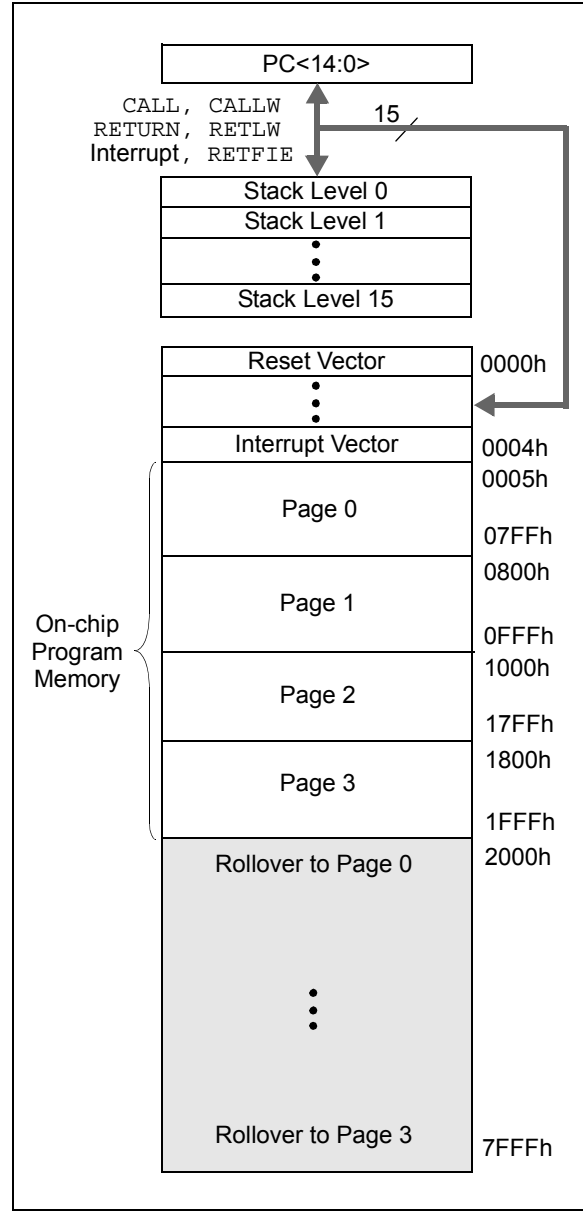 PC<14:0>
CALL, CALLW
RETURN, RETLW
Interrupt, RETFIE
15
Stack Level 0
Stack Level 1
Stack Level 15
Reset Vector
0000h
Interrupt Vector
0004h
0005h
Page 0
07FFh
0800h
Page 1
0FFFh
On-chip
Program
Memory
1000h
Page 2
17FFh
1800h
Page 3
1FFFh
2000h
Rollover to Page 0
Rollover to Page 3
7FFFh